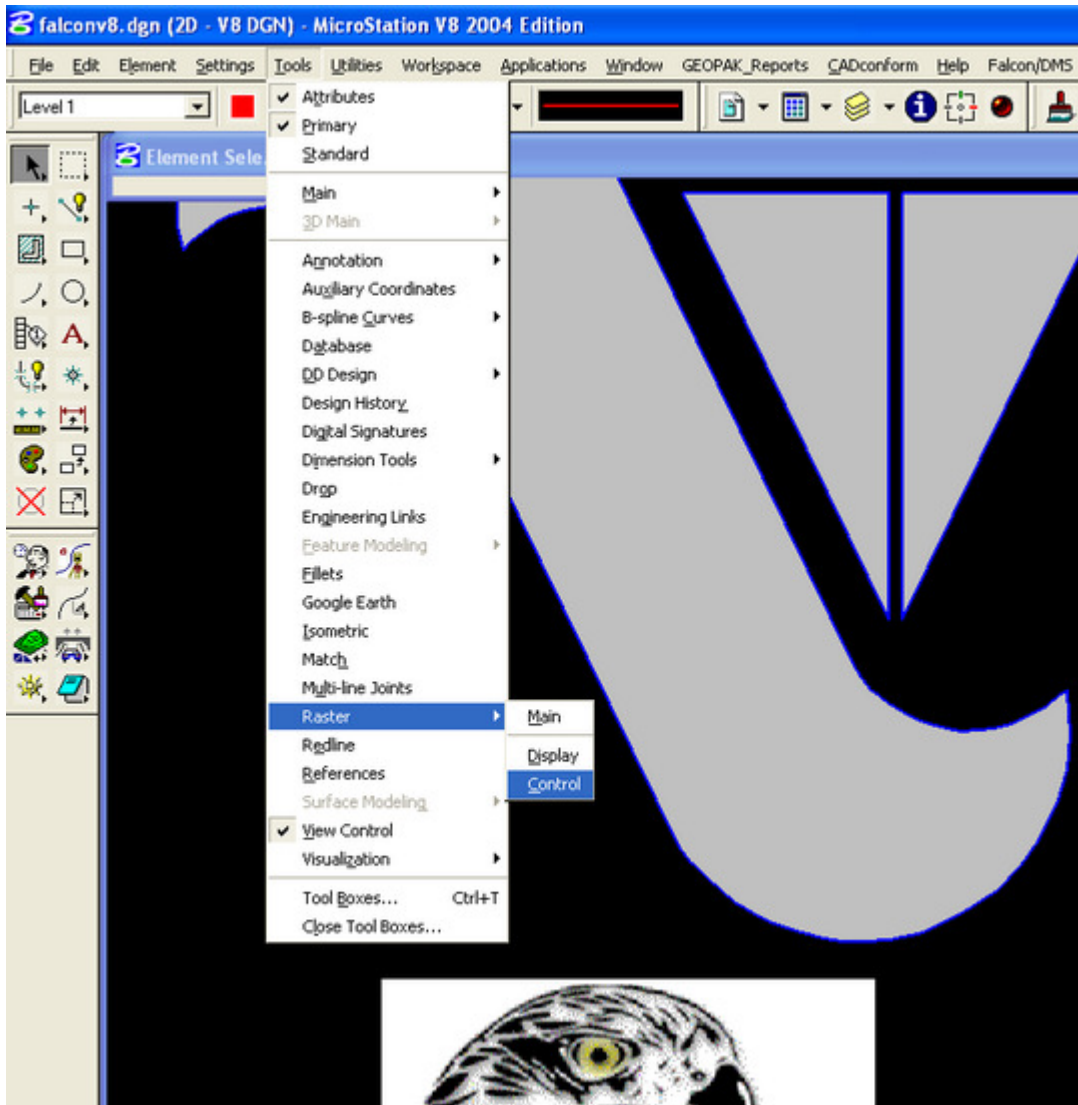 falconv8.dgn (2D - V8 DGN) - MicroStation V8 2004 Edition
File Edit Element Settings Tools Utilities Workspace Applications Window GEOPAK_Reports CADconform Help Falcon/DMS
Level 1
Element Sele
Attributes
Primary
Standard
Main
3D Main
Annotation
Auxiliary Coordinates
B-spline Curves
Database
DD Design
Design History
Digital Signatures
Dimension Tools
Drop
Engineering Links
Feature Modeling
Fillets
Google Earth
Isometric
Match
Multi-line Joints
Raster
Main
Redline
Display
References
Control
Surface Modeling
View Control
Visualization
Tool Boxes... Ctrl+T
Close Tool Boxes...